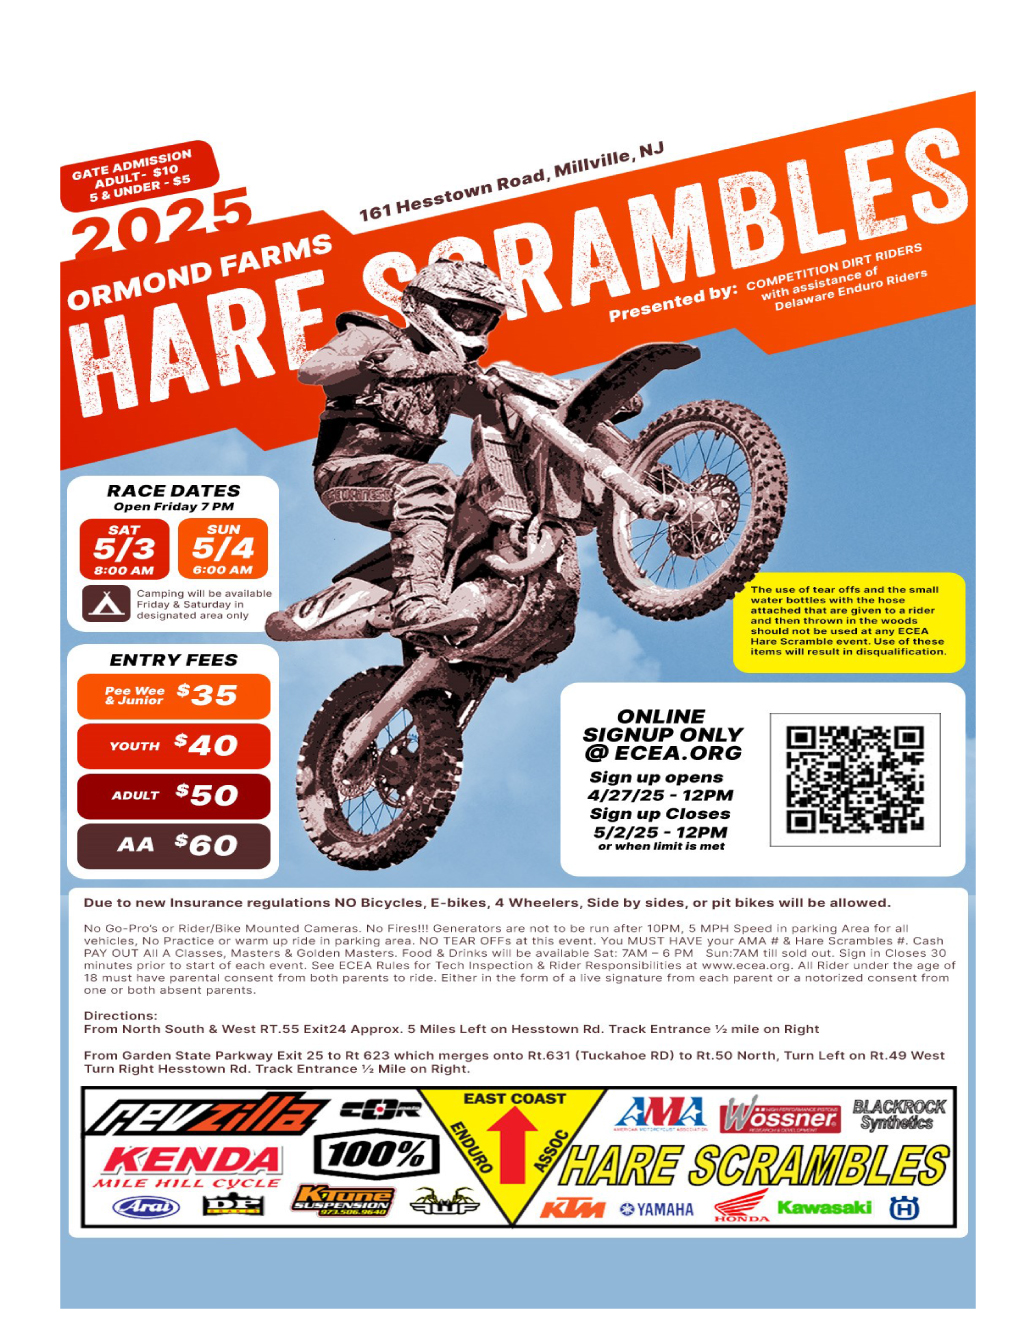 GATE ADMISSION
ADULT- $10
5 & UNDER - $5
2025
161 Hesstown Road, Millville, NJ
ORMOND FARMS
HARE SCRAMBLES
Presented by:
COMPETITION DIRT RIDERS
with assistance of
Delaware Enduro Riders
RACE DATES
Open Friday 7 PM
SAT
5/3
8:00 AM
SUN
5/4
6:00 AM
Camping will be available
Friday & Saturday in
designated area only
ENTRY FEES
Pee Wee
& Junior $35
YOUTH $40
ADULT $50
AA $60
The use of tear offs and the small
water bottles with the hose
attached that are given to a rider
and then thrown in the woods
should not be used at any ECEA
Hare Scramble event. Use of these
items will result in disqualification.
ONLINE
SIGNUP ONLY
@ ECEA.ORG
Sign up opens
4/27/25 - 12PM
Sign up Closes
5/2/25 - 12PM
or when limit is met
Due to new Insurance regulations NO Bicycles, E-bikes, 4 Wheelers, Side by sides, or pit bikes will be allowed.
No Go-Pro's or Rider/Bike Mounted Cameras. No Fires!!! Generators are not to be run after 10PM, 5 MPH Speed in parking Area for all
vehicles, No Practice or warm up ride in parking area. NO TEAR OFFs at this event. You MUST HAVE your AMA # & Hare Scrambles #. Cash
PAY OUT All A Classes, Masters & Golden Masters. Food & Drinks will be available Sat: 7AM – 6 PM Sun:7AM till sold out. Sign in Closes 30
minutes prior to start of each event. See ECEA Rules for Tech Inspection & Rider Responsibilities at www.ecea.org. All Rider under the age of
18 must have parental consent from both parents to ride. Either in the form of a live signature from each parent or a notorized consent from
one or both absent parents.
Directions:
From North South & West RT.55 Exit24 Approx. 5 Miles Left on Hesstown Rd. Track Entrance ½ mile on Right
From Garden State Parkway Exit 25 to Rt 623 which merges onto Rt.631 (Tuckahoe RD) to Rt.50 North, Turn Left on Rt.49 West
Turn Right Hesstown Rd. Track Entrance ½ Mile on Right.
revzilla
KENDA
MILE HILL CYCLE
Arai
100%
K-Tune
SUSPENSION
973.506.9640
EAST COAST
ENDURO
ASSOC
AMA
AMERICAN MOTORCYCLIST ASSOCIATION
Wössner
HIGH PERFORMANCE PISTONS
RESEARCH & DEVELOPMENT
BLACKROCK
Synthetics
HARE SCRAMBLES
KTM
YAMAHA
HONDA
Kawasaki
H